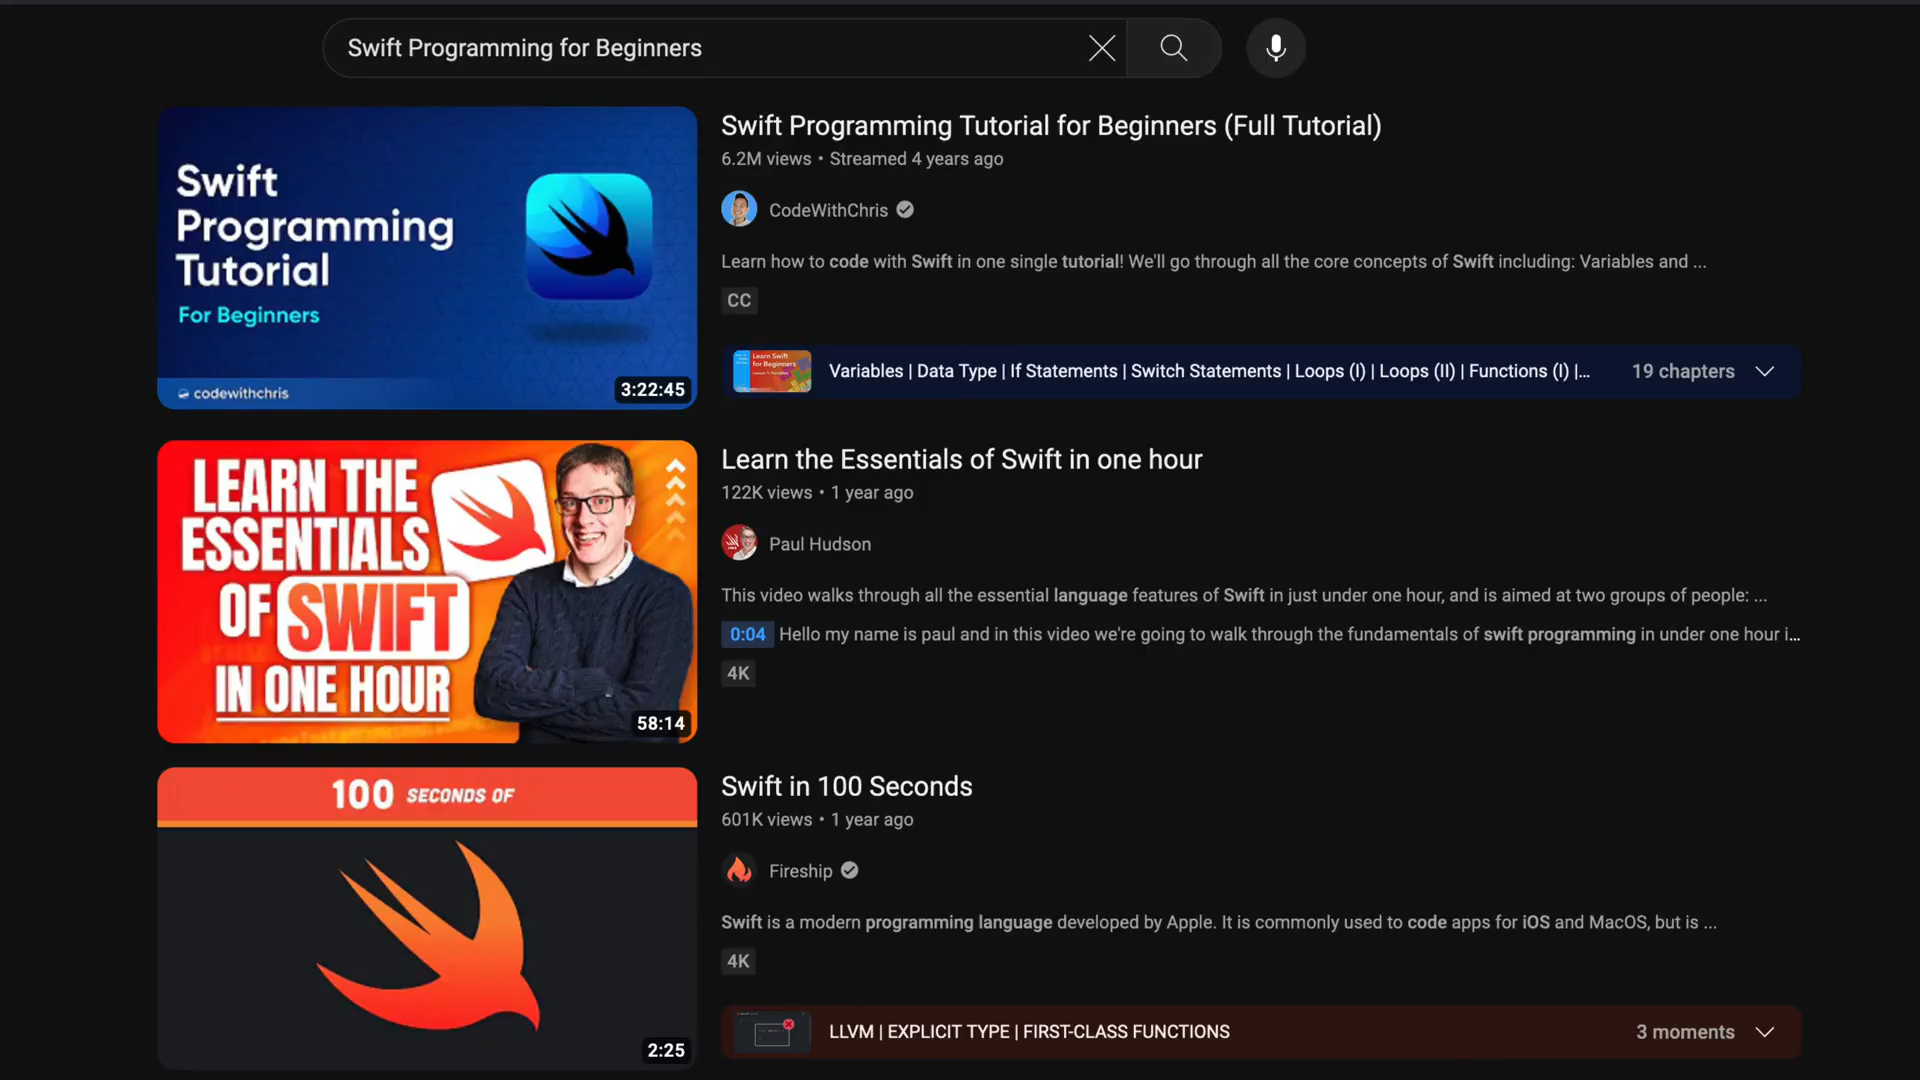 Swift Programming for Beginners
Swift
Programming
Tutorial
For Beginners
codewithchris
3:22:45
Swift Programming Tutorial for Beginners (Full Tutorial)
6.2M views • Streamed 4 years ago
CodeWithChris
Learn how to code with Swift in one single tutorial! We'll go through all the core concepts of Swift including: Variables and ...
CC
Learn Swift
for Beginners
Variables | Data Type | If Statements | Switch Statements | Loops (I) | Loops (II) | Functions (I) |...
19 chapters
LEARN THE
ESSENTIALS
OF SWIFT
IN ONE HOUR
58:14
Learn the Essentials of Swift in one hour
122K views • 1 year ago
Paul Hudson
This video walks through all the essential language features of Swift in just under one hour, and is aimed at two groups of people: ...
0:04 Hello my name is paul and in this video we're going to walk through the fundamentals of swift programming in under one hour i...
4K
100 SECONDS OF
2:25
Swift in 100 Seconds
601K views • 1 year ago
Fireship
Swift is a modern programming language developed by Apple. It is commonly used to code apps for iOS and MacOS, but is ...
4K
LLVM | EXPLICIT TYPE | FIRST-CLASS FUNCTIONS
3 moments